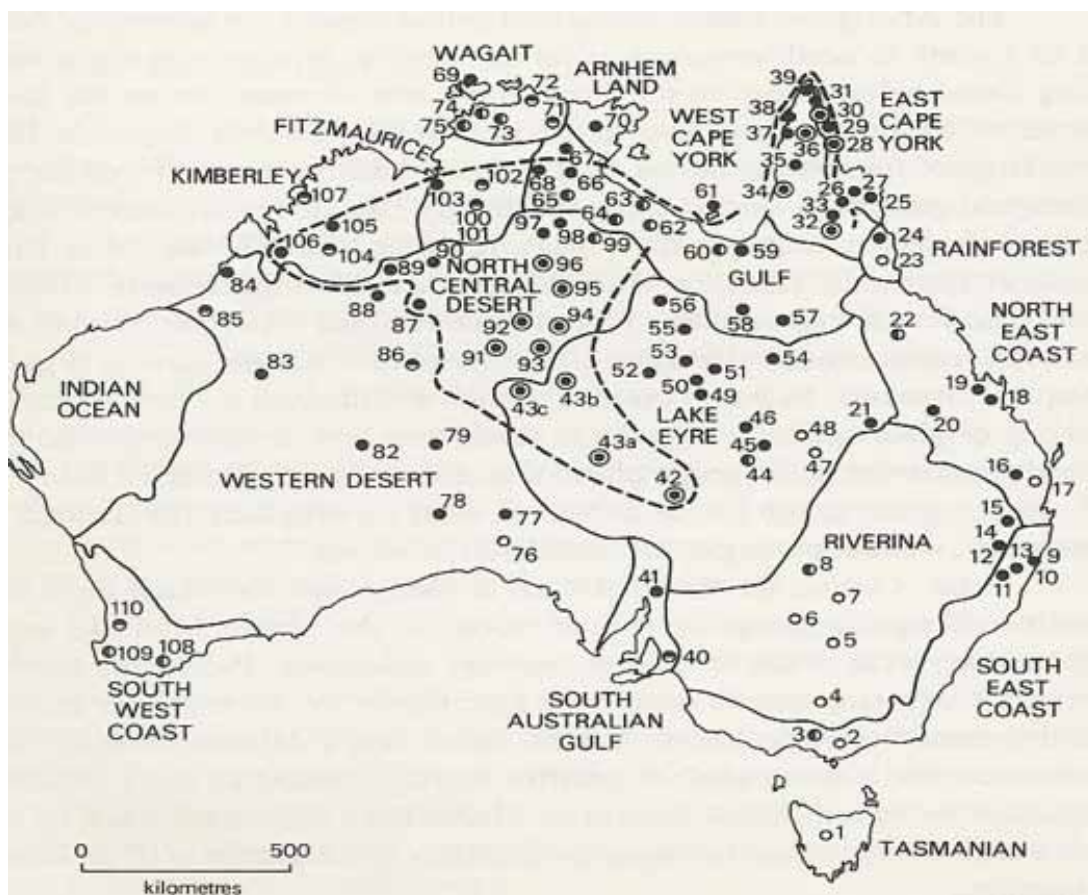 WAGAIT
69
72
ARNHEM
LAND
39
31
74
71
38
30
EAST
CAPE
YORK
75
73
70
WEST
CAPE
YORK
37
36
29
28
FITZMAURICE
67
35
KIMBERLEY
107
102
68
66
61
34
26
27
103
65
63
33
25
105
100
101
97
64
62
32
24
RAINFOREST
106
104
90
98
99
60
59
23
84
89
NORTH
CENTRAL
DESERT
96
GULF
85
88
95
56
NORTH
EAST
COAST
87
92
94
55
58
57
22
83
86
91
93
53
54
INDIAN
OCEAN
52
51
19
43c
43b
50
49
18
LAKE
EYRE
46
48
21
20
82
79
43a
45
47
WESTERN DESERT
42
44
16
17
78
77
15
76
RIVERINA
14
8
12
13
9
10
11
41
7
110
6
5
109
108
40
SOUTH
WEST
COAST
SOUTH
AUSTRALIAN
GULF
4
SOUTH
EAST
COAST
3
2
1
TASMANIAN
0
500
kilometres